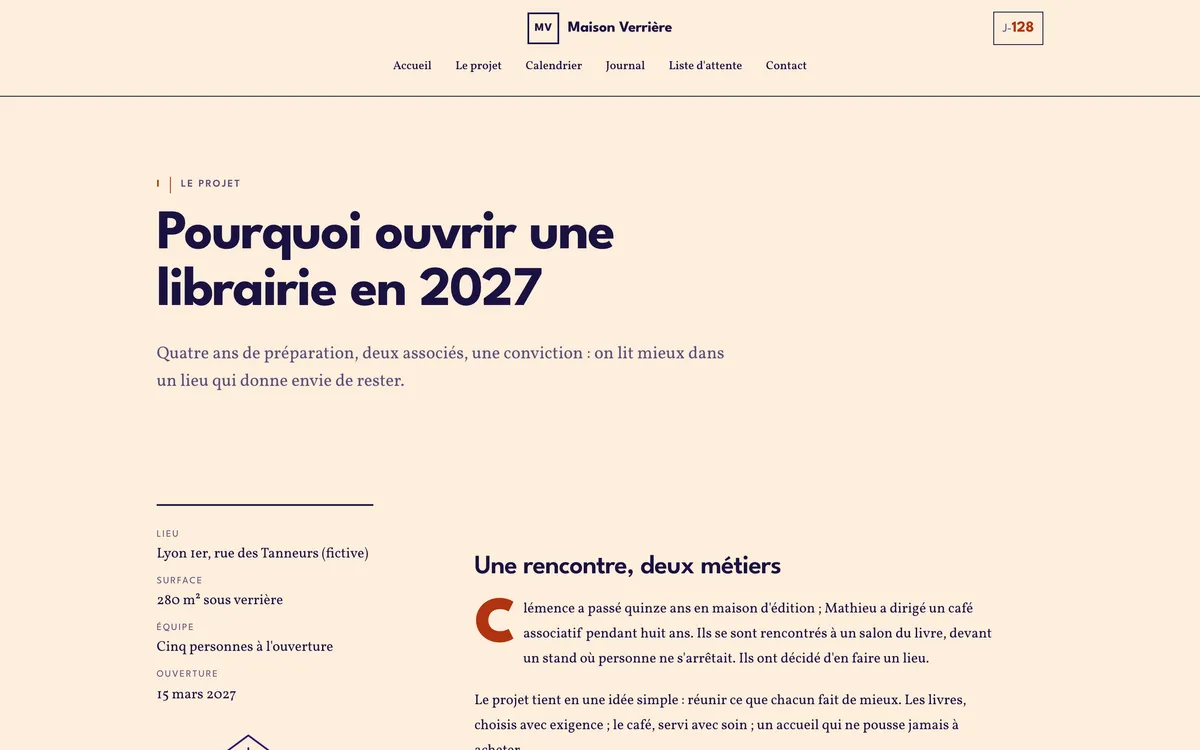 MV Maison Verrière
J-128
Accueil Le projet Calendrier Journal Liste d'attente Contact
I LE PROJET
Pourquoi ouvrir une
librairie en 2027
Quatre ans de préparation, deux associés, une conviction : on lit mieux dans
un lieu qui donne envie de rester.
LIEU
Lyon 1er, rue des Tanneurs (fictive)
SURFACE
280 m² sous verrière
ÉQUIPE
Cinq personnes à l'ouverture
OUVERTURE
15 mars 2027
Une rencontre, deux métiers
Clémence a passé quinze ans en maison d'édition ; Mathieu a dirigé un café
associatif pendant huit ans. Ils se sont rencontrés à un salon du livre, devant
un stand où personne ne s'arrêtait. Ils ont décidé d'en faire un lieu.
Le projet tient en une idée simple : réunir ce que chacun fait de mieux. Les livres,
choisis avec exigence ; le café, servi avec soin ; un accueil qui ne pousse jamais à
acheter.